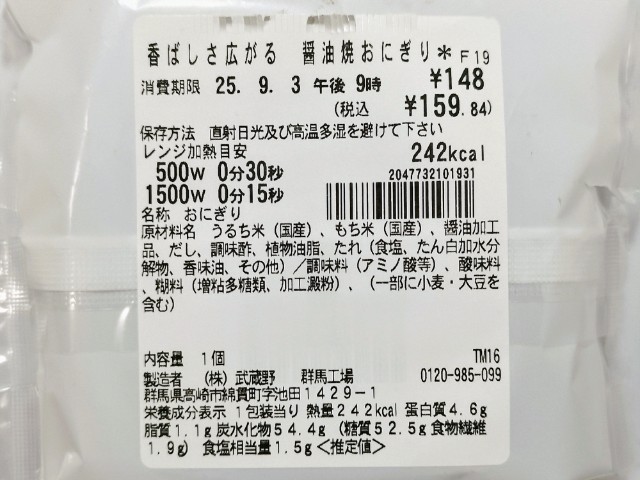 香ばしさ広がる 醤油焼おにぎり＊ F19
消費期限 25. 9. 3 午後 9時 ¥148
(税込 ¥159.84)
保存方法 直射日光及び高温多湿を避けて下さい
レンジ加熱目安 242kcal
500W 0分30秒
1500W 0分15秒
2047732101931
名称 おにぎり
原材料名 うるち米（国産）、もち米（国産）、醤油加工
品、だし、調味酢、植物油脂、たれ（食塩、たん白加水分
解物、香味油、その他）／調味料（アミノ酸等）、酸味料
、糊料（増粘多糖類、加工澱粉）、（一部に小麦・大豆を
含む）
内容量 1個 TM16
製造者 （株）武蔵野 群馬工場 0120-985-099
群馬県高崎市綿貫町字池田1429-1
栄養成分表示 1包装当り 熱量242kcal 蛋白質4.6g
脂質1.1g 炭水化物54.4g（糖質52.5g 食物繊維
1.9g） 食塩相当量1.5g＜推定値＞